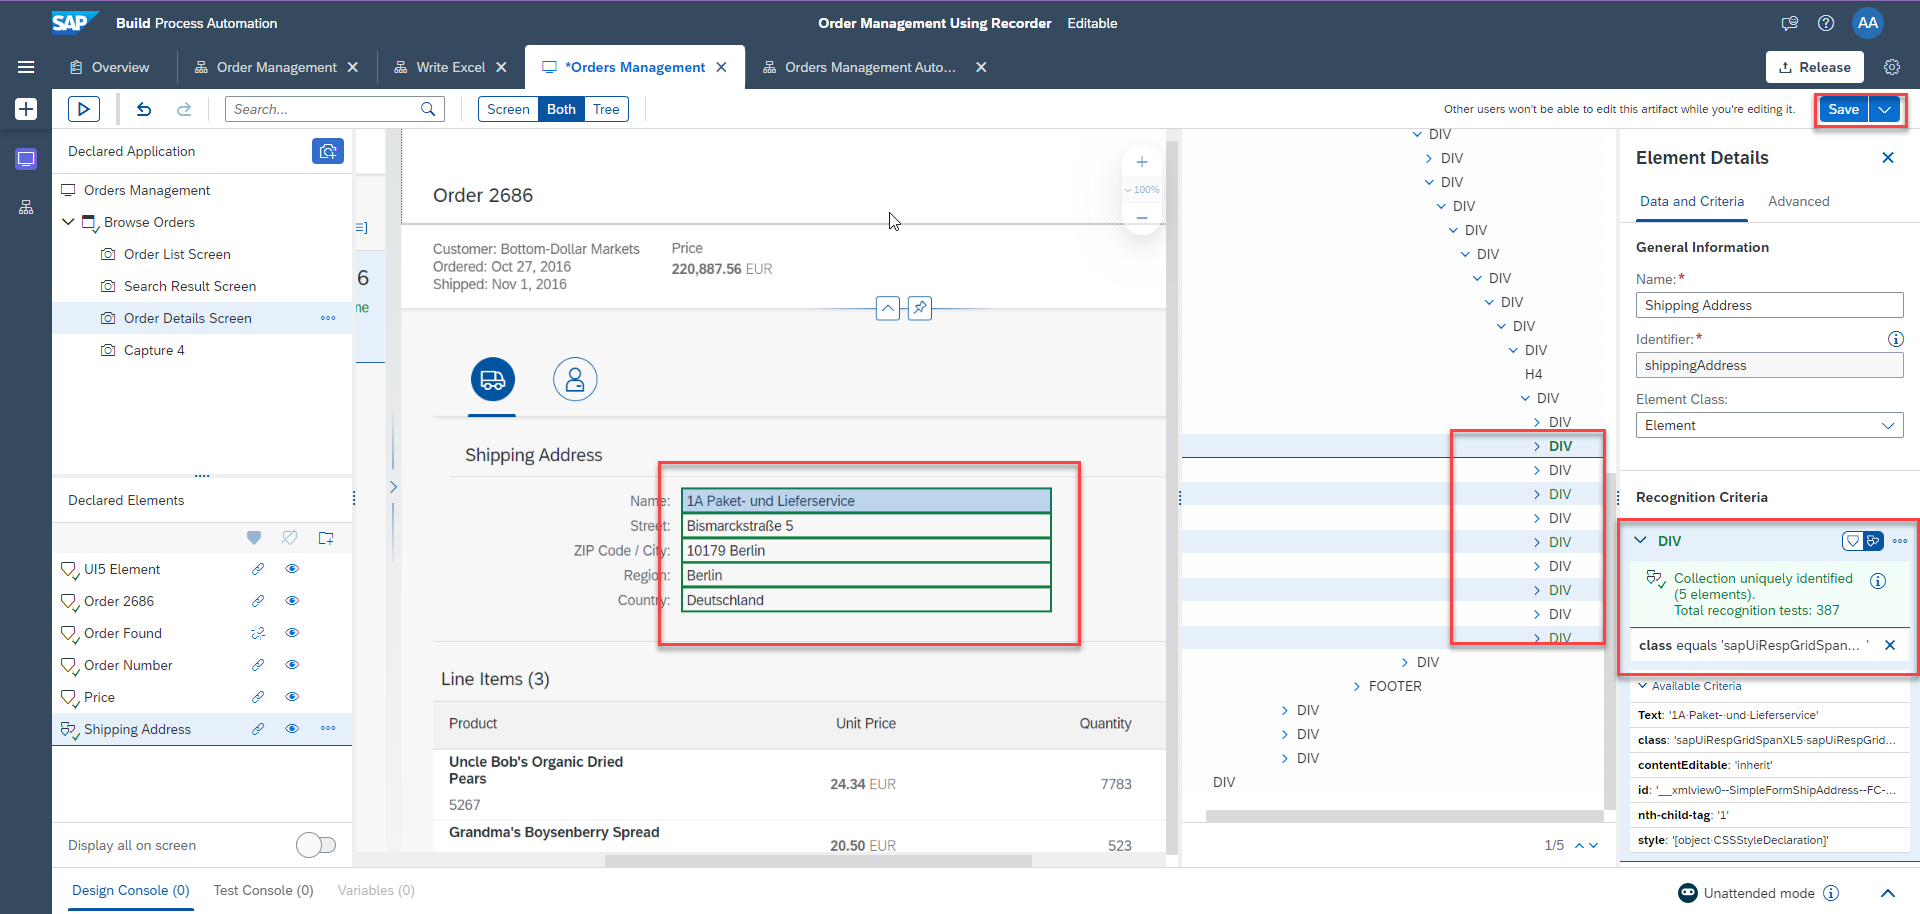 SAP Build Process Automation
Order Management Using Recorder Editable
AA
Overview
Order Management
Write Excel
*Orders Management
Orders Management Auto...
Release
Search...
Screen Both Tree
Other users won't be able to edit this artifact while you're editing it.
Save
Declared Application
Orders Management
Browse Orders
Order List Screen
Search Result Screen
Order Details Screen
Capture 4
Declared Elements
UI5 Element
Order 2686
Order Found
Order Number
Price
Shipping Address
Display all on screen
6
ne
Order 2686
100%
Customer: Bottom-Dollar Markets
Ordered: Oct 27, 2016
Shipped: Nov 1, 2016
Price
220,887.56 EUR
Shipping Address
Name: 1A Paket- und Lieferservice
Street: Bismarckstraße 5
ZIP Code / City: 10179 Berlin
Region: Berlin
Country: Deutschland
Line Items (3)
Product Unit Price Quantity
Uncle Bob's Organic Dried
Pears
5267
24.34 EUR
7783
Grandma's Boysenberry Spread
20.50 EUR
523
DIV
DIV
DIV
DIV
DIV
DIV
DIV
DIV
DIV
DIV
H4
DIV
DIV
DIV
DIV
DIV
DIV
DIV
DIV
DIV
DIV
DIV
DIV
FOOTER
DIV
DIV
DIV
DIV
1/5
Element Details
Data and Criteria Advanced
General Information
Name: *
Shipping Address
Identifier: *
shippingAddress
Element Class:
Element
Recognition Criteria
DIV
Collection uniquely identified
(5 elements).
Total recognition tests: 387
class equals 'sapUiRespGridSpan... '
Available Criteria
Text: '1A·Paket-·und·Lieferservice'
class: 'sapUiRespGridSpanXL5·sapUiRespGrid...
contentEditable: 'inherit'
id: '__xmlview0--SimpleFormShipAddress--FC-...
nth-child-tag: '1'
style: '[object·CSSStyleDeclaration]'
Design Console (0) Test Console (0) Variables (0)
Unattended mode